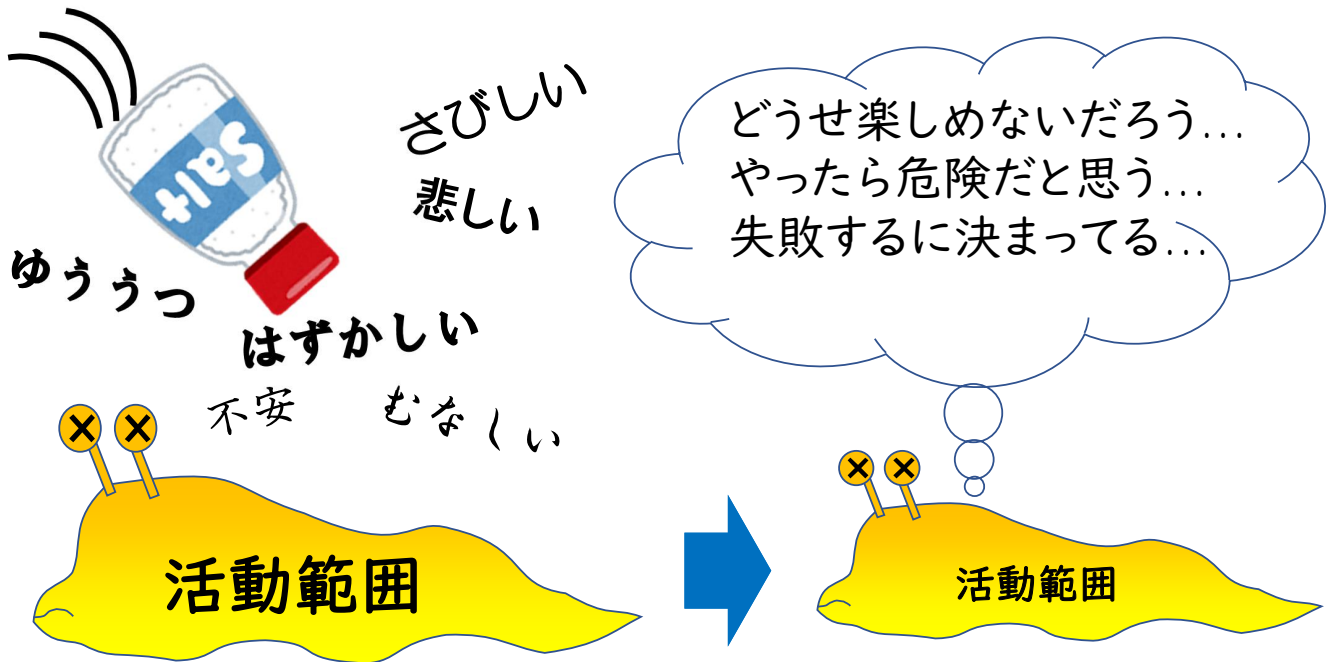 Salt
さびしい
悲しい
ゆううつ
はずかしい
不安
むなしい
活動範囲
どうせ楽しめないだろう…
やったら危険だと思う…
失敗するに決まってる…
活動範囲